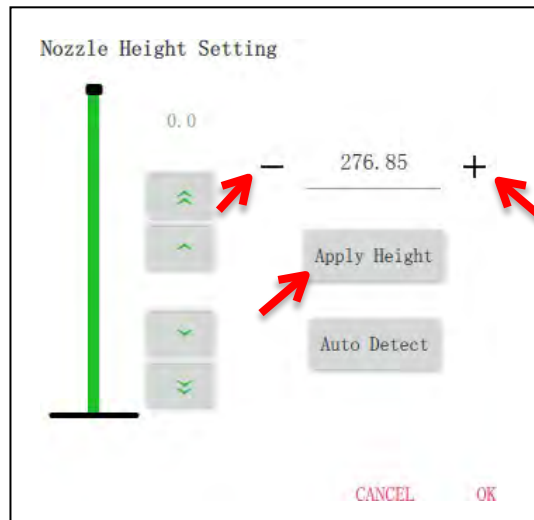 Nozzle Height Setting
0.0
− 276.85 +
Apply Height
Auto Detect
CANCEL OK